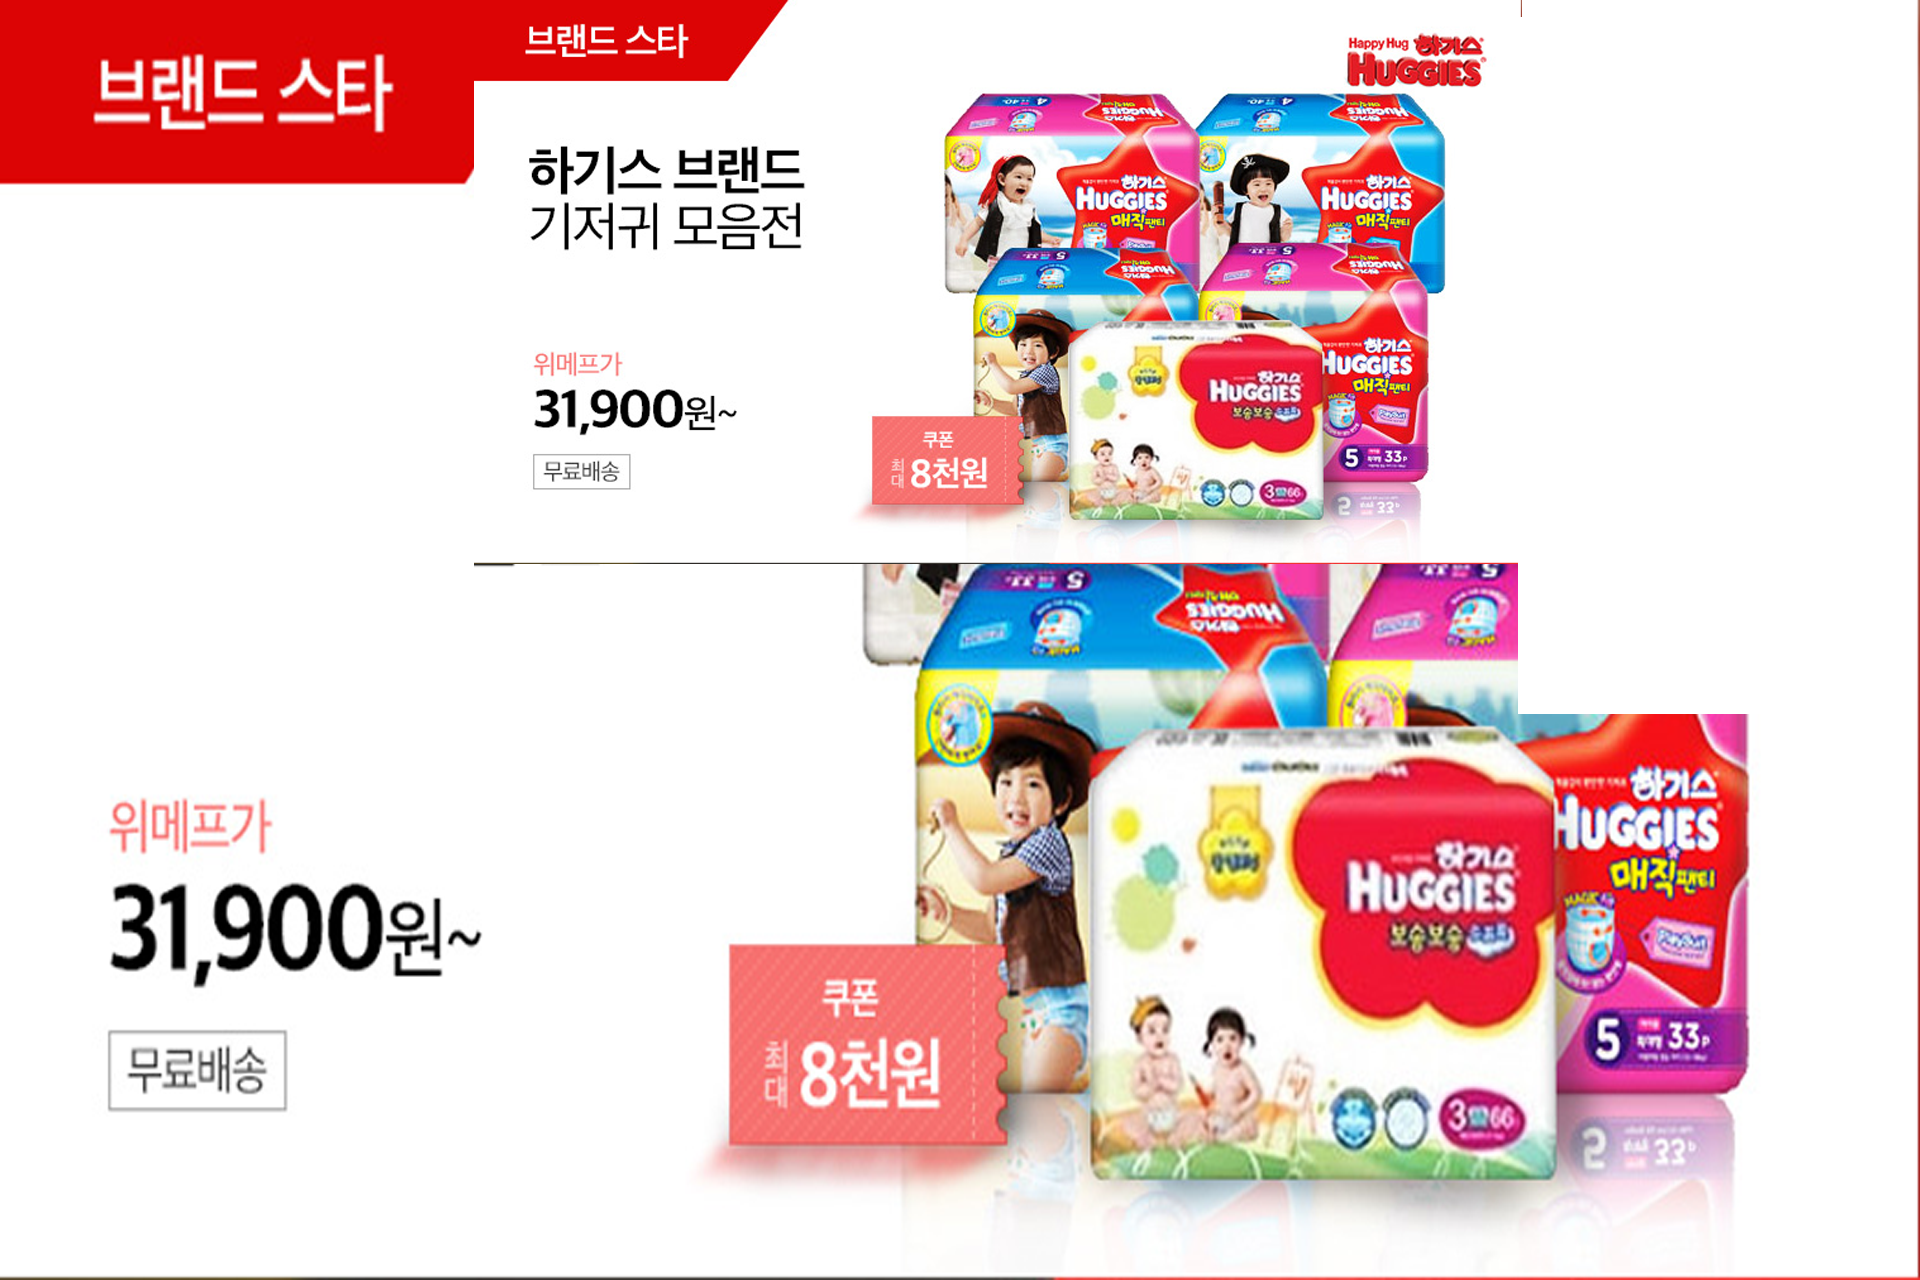 브랜드 스타
브랜드 스타
Happy Hug 하기스
HUGGIES
하기스 브랜드
기저귀 모음전
하기스
HUGGIES
매직팬티
하기스
HUGGIES
매직팬티
위메프가
31,900원~
무료배송
쿠폰
최대 8천원
하기스
HUGGIES
보송보송
3 66
하기스
HUGGIES
매직팬티
MAGIC
Playsuit
5 33P
위메프가
31,900원~
무료배송
쿠폰
최대 8천원
하기스
HUGGIES
보송보송
3 66
하기스
HUGGIES
매직팬티
MAGIC
Playsuit
5 33P